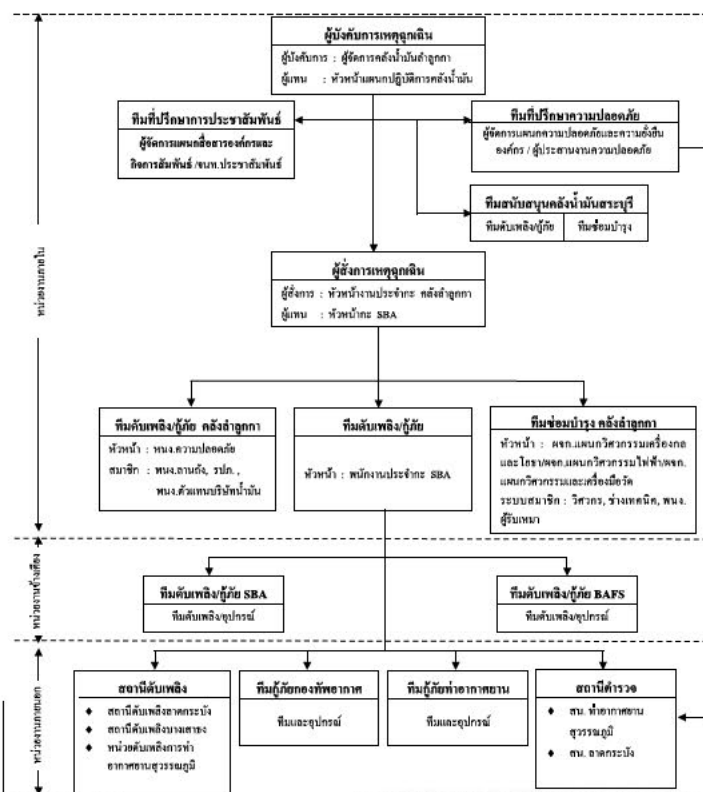 ผู้บังคับการเหตุฉุกเฉิน
ผู้บังคับการ : ผู้จัดการคลังน้ำมันลำลูกกา
ผู้แทน : หัวหน้าแผนกปฏิบัติการคลังน้ำมัน
ทีมที่ปรึกษาการประชาสัมพันธ์
ผู้จัดการแผนกสื่อสารองค์กรและ
กิจการสัมพันธ์ /จนท.ประชาสัมพันธ์
ทีมที่ปรึกษาความปลอดภัย
ผู้จัดการแผนกความปลอดภัยและความยั่งยืน
องค์กร / ผู้ประสานงานความปลอดภัย
ทีมสนับสนุนคลังน้ำมันสระบุรี
ทีมดับเพลิง/กู้ภัย
ทีมซ่อมบำรุง
หน่วยงานภายใน
ผู้สั่งการเหตุฉุกเฉิน
ผู้สั่งการ : หัวหน้างานประจำกะ คลังลำลูกกา
ผู้แทน : หัวหน้ากะ SBA
ทีมดับเพลิง/กู้ภัย คลังลำลูกกา
หัวหน้า : พนง.ความปลอดภัย
สมาชิก : พนง.ลานถัง, รปภ. ,
พนง.ตัวแทนบริษัทน้ำมัน
ทีมดับเพลิง/กู้ภัย
หัวหน้า : พนักงานประจำกะ SBA
ทีมซ่อมบำรุง คลังลำลูกกา
หัวหน้า : ผจก.แผนกวิศวกรรมเครื่องกล
และโยธา/ผจก.แผนกวิศวกรรมไฟฟ้า/ผจก.
แผนกวิศวกรรมและเครื่องมือวัด
ระบบสมาชิก : วิศวกร, ช่างเทคนิค, พนง.
ผู้รับเหมา
หน่วยงานข้างเคียง
ทีมดับเพลิง/กู้ภัย SBA
ทีมดับเพลิง/อุปกรณ์
ทีมดับเพลิง/กู้ภัย BAFS
ทีมดับเพลิง/อุปกรณ์
หน่วยงานภายนอก
สถานีดับเพลิง
♦ สถานีดับเพลิงลาดกระบัง
♦ สถานีดับเพลิงบางเสาธง
♦ หน่วยดับเพลิงการท่า
อากาศยานสุวรรณภูมิ
ทีมกู้ภัยกองทัพอากาศ
ทีมและอุปกรณ์
ทีมกู้ภัยท่าอากาศยาน
ทีมและอุปกรณ์
สถานีตำรวจ
♦ สน. ท่าอากาศยาน
สุวรรณภูมิ
♦ สน. ลาดกระบัง